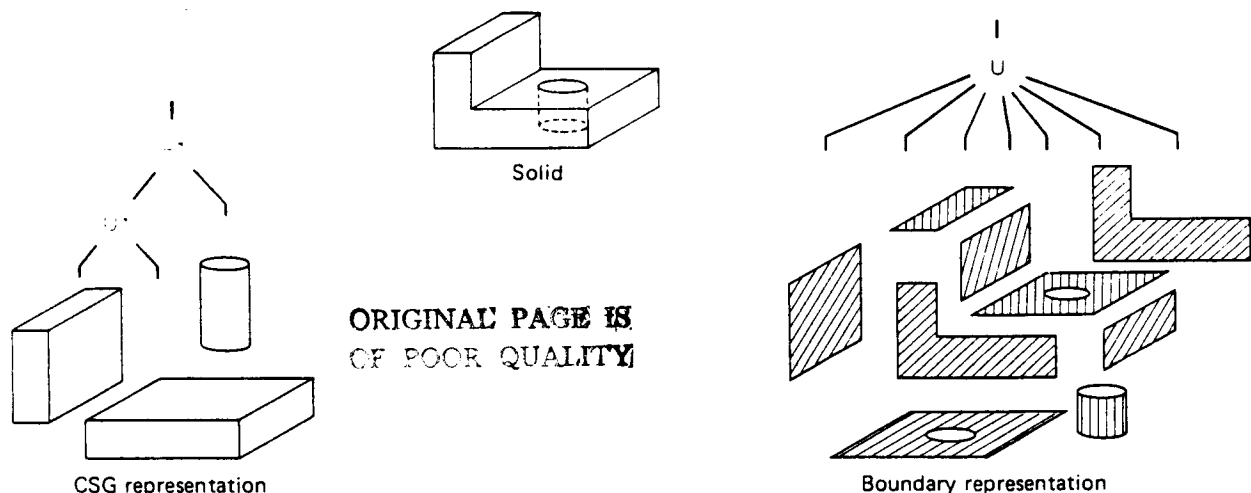 Solid
U
U*
ORIGINAL PAGE IS
OF POOR QUALITY
CSG representation
Boundary representation